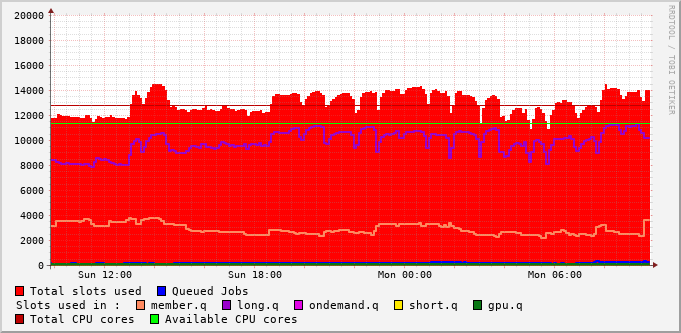 20000
18000
16000
14000
12000
10000
8000
6000
4000
2000
0
Sun 12:00 Sun 18:00 Mon 00:00 Mon 06:00
RRDTOOL / TOBI OETIKER
Total slots used Queued Jobs
Slots used in : member.q long.q ondemand.q short.q gpu.q
Total CPU cores Available CPU cores